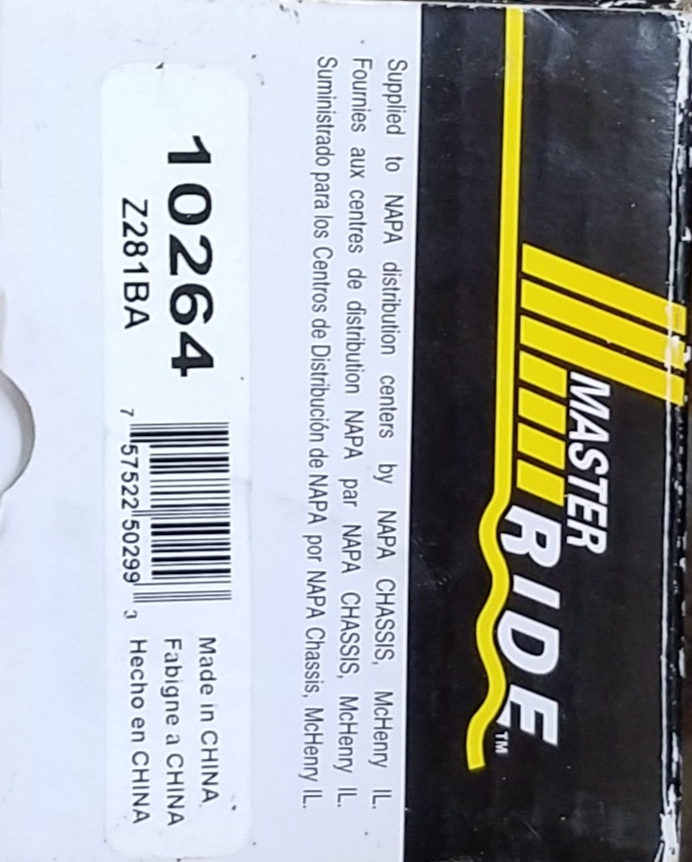 MASTER
RIDE™
Supplied to NAPA distribution centers by NAPA CHASSIS, McHenry IL.
Fournies aux centres de distribution NAPA par NAPA CHASSIS, McHenry IL.
Suministrado para los Centros de Distribución de NAPA por NAPA Chassis, McHenry IL.
10264
Z281BA
7 57522 50299 3
Made in CHINA
Fabigne a CHINA
Hecho en CHINA